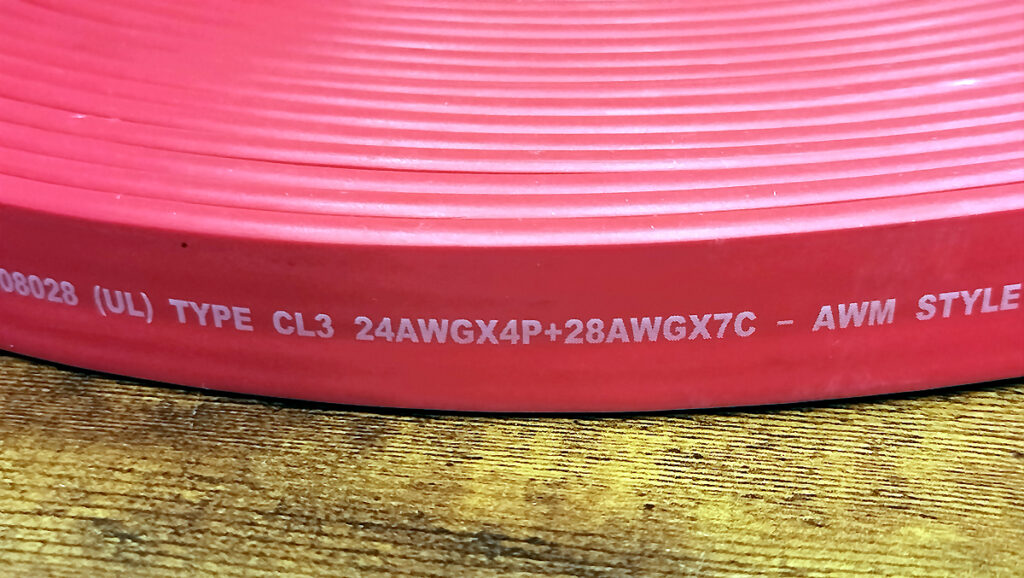 08028 (UL) TYPE CL3 24AWGX4P+28AWGX7C - AWM STYLE